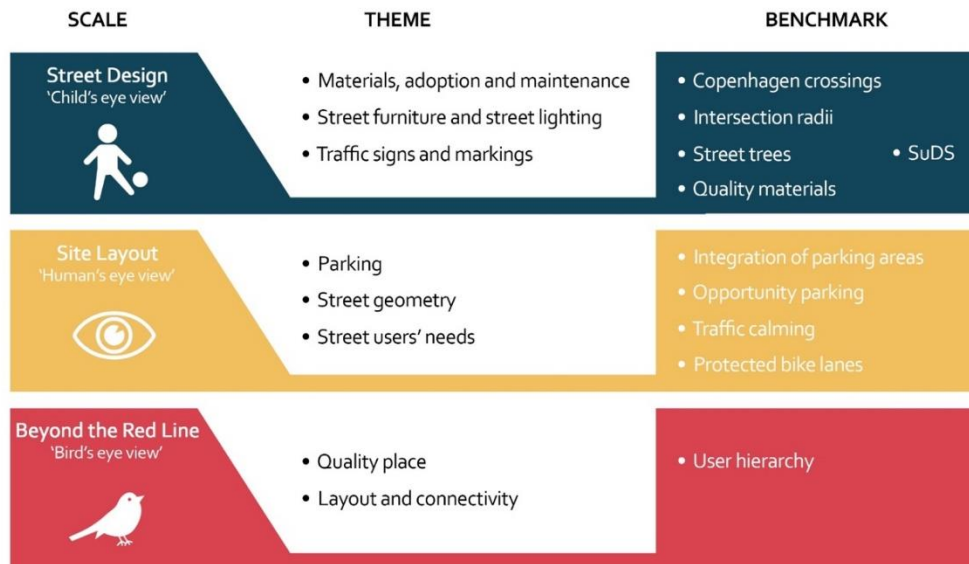 SCALE THEME BENCHMARK
Street Design
'Child's eye view'
• Materials, adoption and maintenance
• Street furniture and street lighting
• Traffic signs and markings
• Copenhagen crossings
• Intersection radii
• Street trees • SuDS
• Quality materials
Site Layout
'Human's eye view'
• Parking
• Street geometry
• Street users' needs
• Integration of parking areas
• Opportunity parking
• Traffic calming
• Protected bike lanes
Beyond the Red Line
'Bird's eye view'
• Quality place
• Layout and connectivity
• User hierarchy